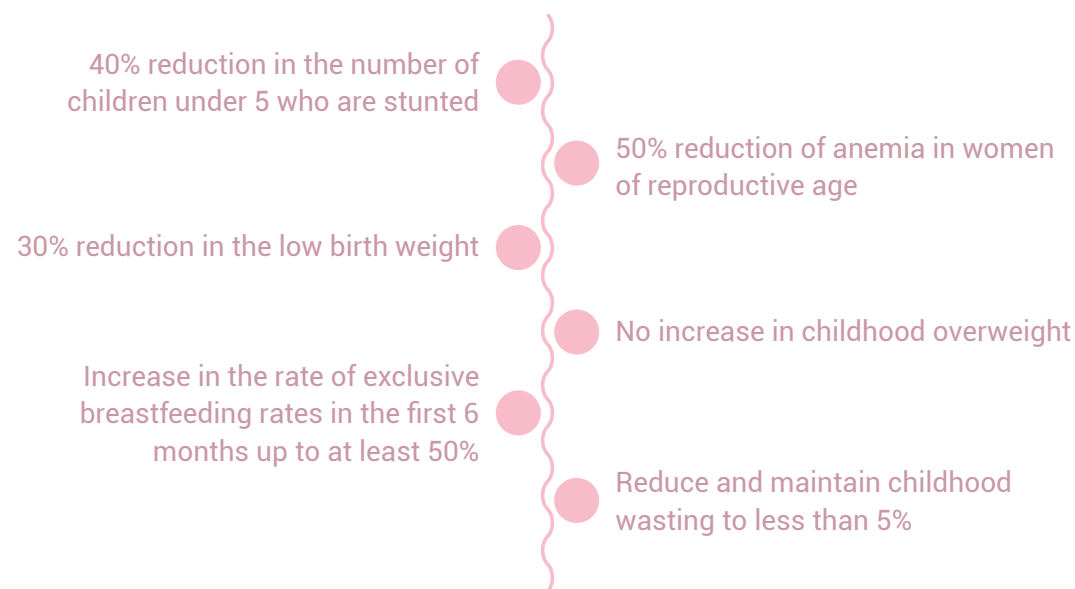 40% reduction in the number of
children under 5 who are stunted
50% reduction of anemia in women
of reproductive age
30% reduction in the low birth weight
No increase in childhood overweight
Increase in the rate of exclusive
breastfeeding rates in the first 6
months up to at least 50%
Reduce and maintain childhood
wasting to less than 5%